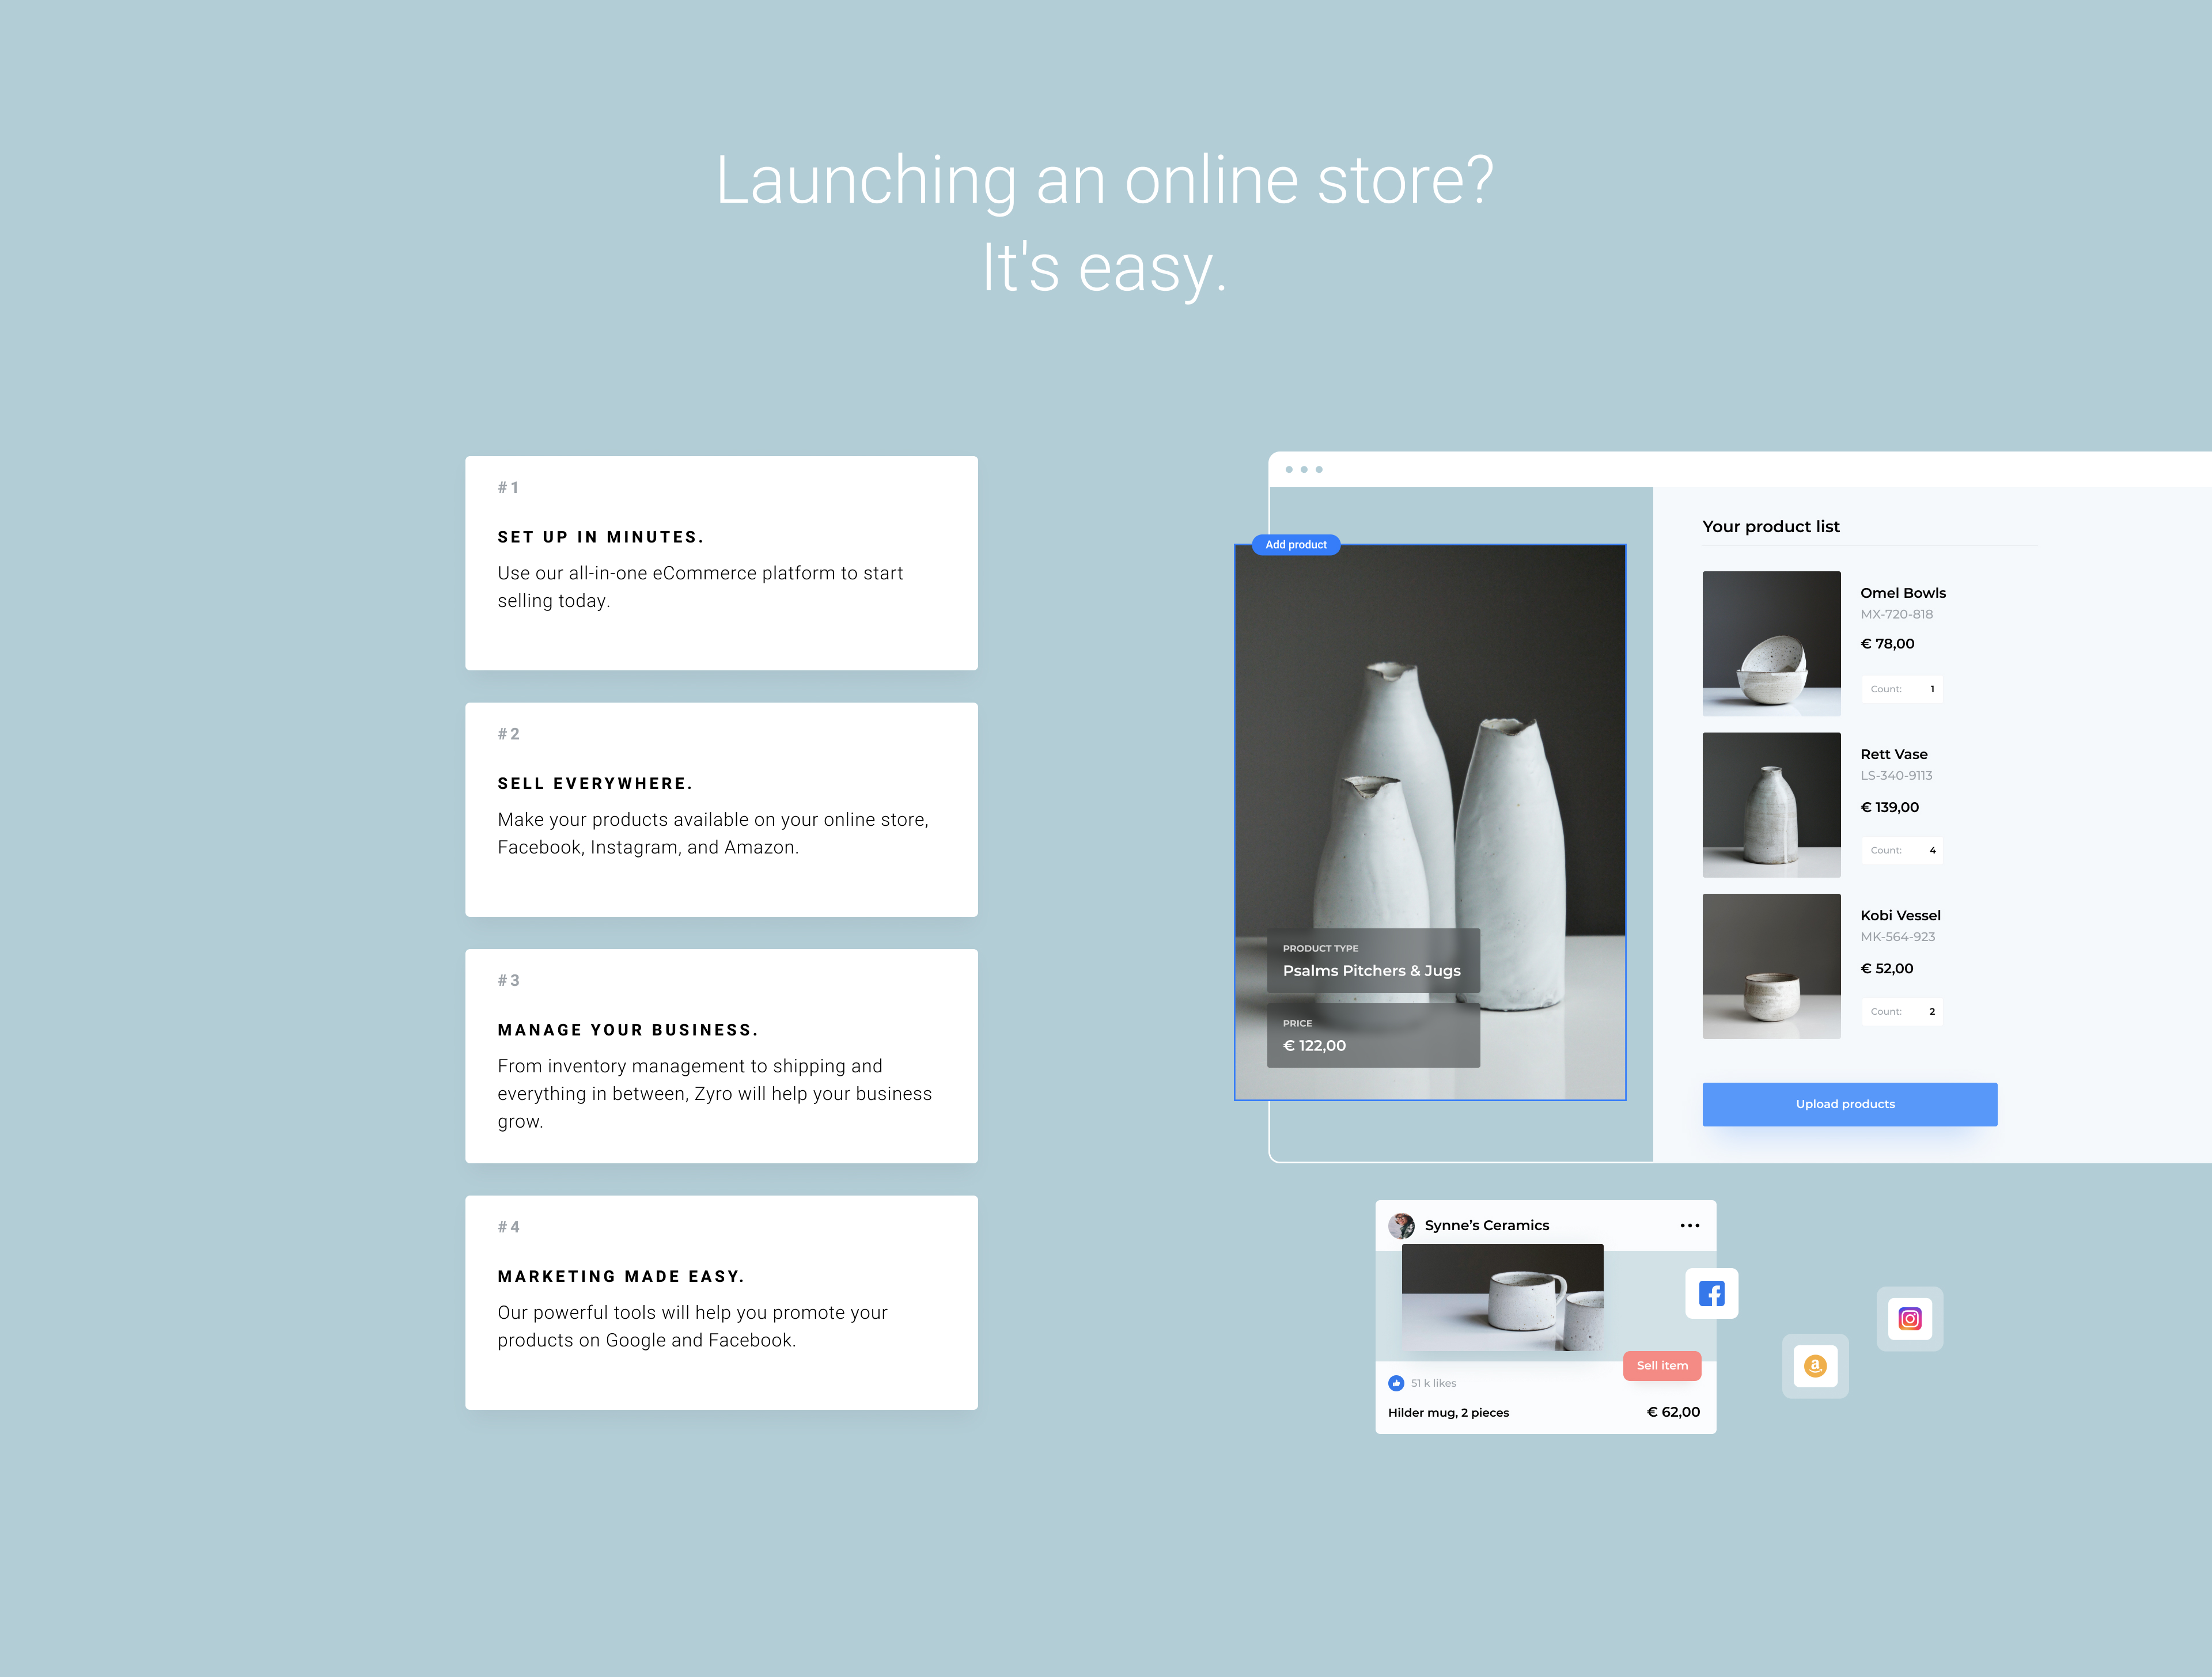 Launching an online store?
It's easy.
#1
SET UP IN MINUTES.
Use our all-in-one eCommerce platform to start
selling today.
#2
SELL EVERYWHERE.
Make your products available on your online store,
Facebook, Instagram, and Amazon.
#3
MANAGE YOUR BUSINESS.
From inventory management to shipping and
everything in between, Zyro will help your business
grow.
#4
MARKETING MADE EASY.
Our powerful tools will help you promote your
products on Google and Facebook.
Add product
PRODUCT TYPE
Psalms Pitchers & Jugs
PRICE
€ 122,00
Your product list
Omel Bowls
MX-720-818
€ 78,00
Count: 1
Rett Vase
LS-340-9113
€ 139,00
Count: 4
Kobi Vessel
MK-564-923
€ 52,00
Count: 2
Upload products
Synne’s Ceramics
Sell item
51 k likes
Hilder mug, 2 pieces
€ 62,00